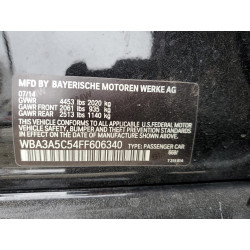 MFD BY BAYERISCHE MOTOREN WERKE AG
07/14
GVWR 4453 lbs 2020 kg
GAWR FRONT 2061 lbs 935 kg
GAWR REAR 2513 lbs 1140 kg
THIS VEHICLE CONFORMS TO ALL APPLICABLE
FEDERAL MOTOR VEHICLE SAFETY, BUMPER AND
THEFT PREVENTION STANDARDS IN EFFECT ON
THE DATE OF MANUFACTURE SHOWN ABOVE
WBA3A5C54FF606340 TYPE: PASSENGER CAR